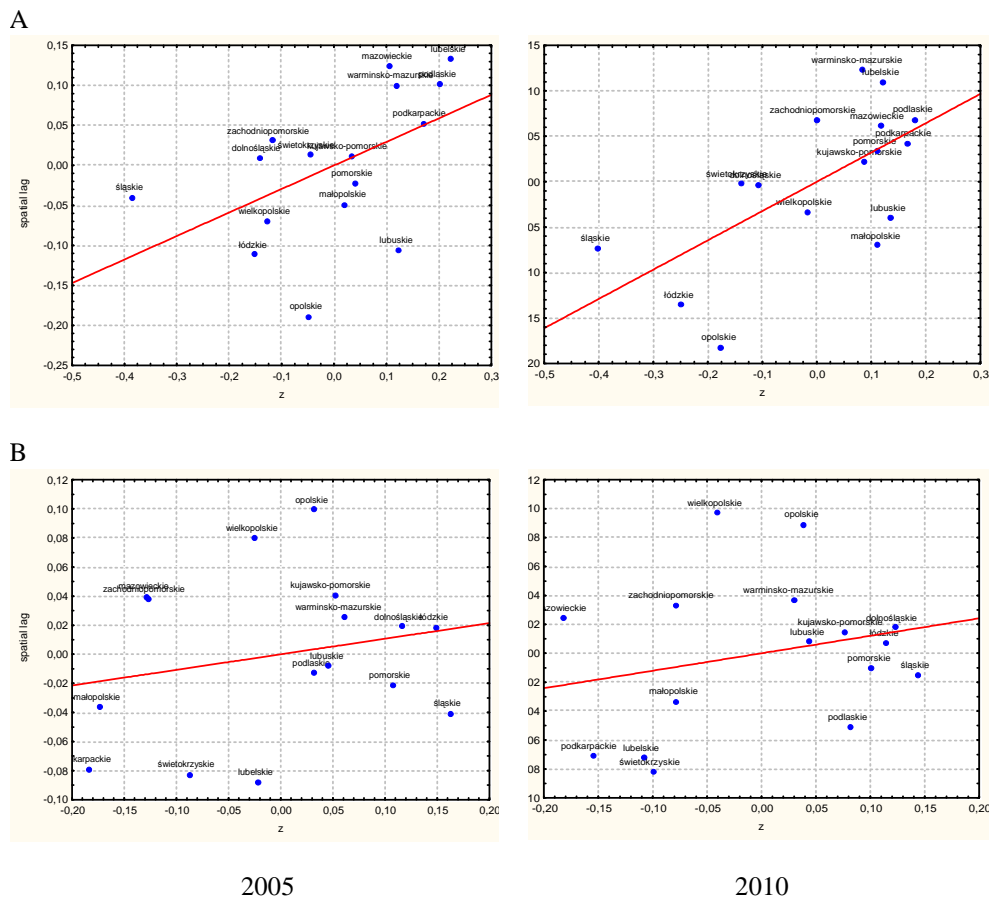 A
0,15
0,10
0,05
0,00
-0,05
-0,10
-0,15
-0,20
-0,25
spatial lag
lubelskie
mazowieckie
warminsko-mazurskie
podlaskie
podkarpackie
zachodniopomorskie
świetokrzyskie
kujawsko-pomorskie
dolnośląskie
pomorskie
śląskie
małopolskie
wielkopolskie
łódzkie
lubuskie
opolskie
-0,5 -0,4 -0,3 -0,2 -0,1 0,0 0,1 0,2 0,3
z
15
10
05
00
05
10
15
20
warminsko-mazurskie
lubelskie
zachodniopomorskie
mazowieckie
podlaskie
podkarpackie
pomorskie
kujawsko-pomorskie
świetokrzyskie
dolnośląskie
wielkopolskie
lubuskie
śląskie
małopolskie
łódzkie
opolskie
-0,5 -0,4 -0,3 -0,2 -0,1 0,0 0,1 0,2 0,3
z
B
0,12
0,10
0,08
0,06
0,04
0,02
0,00
-0,02
-0,04
-0,06
-0,08
-0,10
spatial lag
opolskie
wielkopolskie
mazowieckie
zachodniopomorskie
kujawsko-pomorskie
warminsko-mazurskie
dolnośląskie
łódzkie
lubuskie
podlaskie
pomorskie
małopolskie
śląskie
karpackie
świetokrzyskie
lubelskie
-0,20 -0,15 -0,10 -0,05 0,00 0,05 0,10 0,15 0,20
z
12
10
08
06
04
02
00
02
04
06
08
10
wielkopolskie
opolskie
zachodniopomorskie
warminsko-mazurskie
zowieckie
kujawsko-pomorskie
dolnośląskie
lubuskie
łódzkie
pomorskie
śląskie
małopolskie
podlaskie
podkarpackie
lubelskie
świetokrzyskie
-0,20 -0,15 -0,10 -0,05 0,00 0,05 0,10 0,15 0,20
z
2005
2010